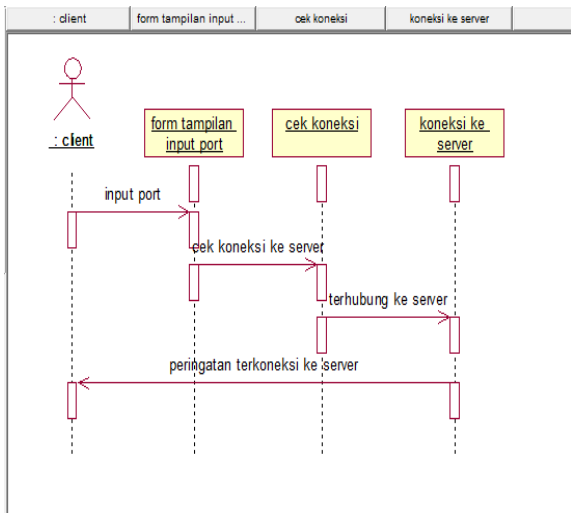 : client
form tampilan input ...
cek koneksi
koneksi ke server
: client
form tampilan
input port
cek koneksi
koneksi ke
server
input port
cek koneksi ke server
terhubung ke server
peringatan terkoneksi ke server